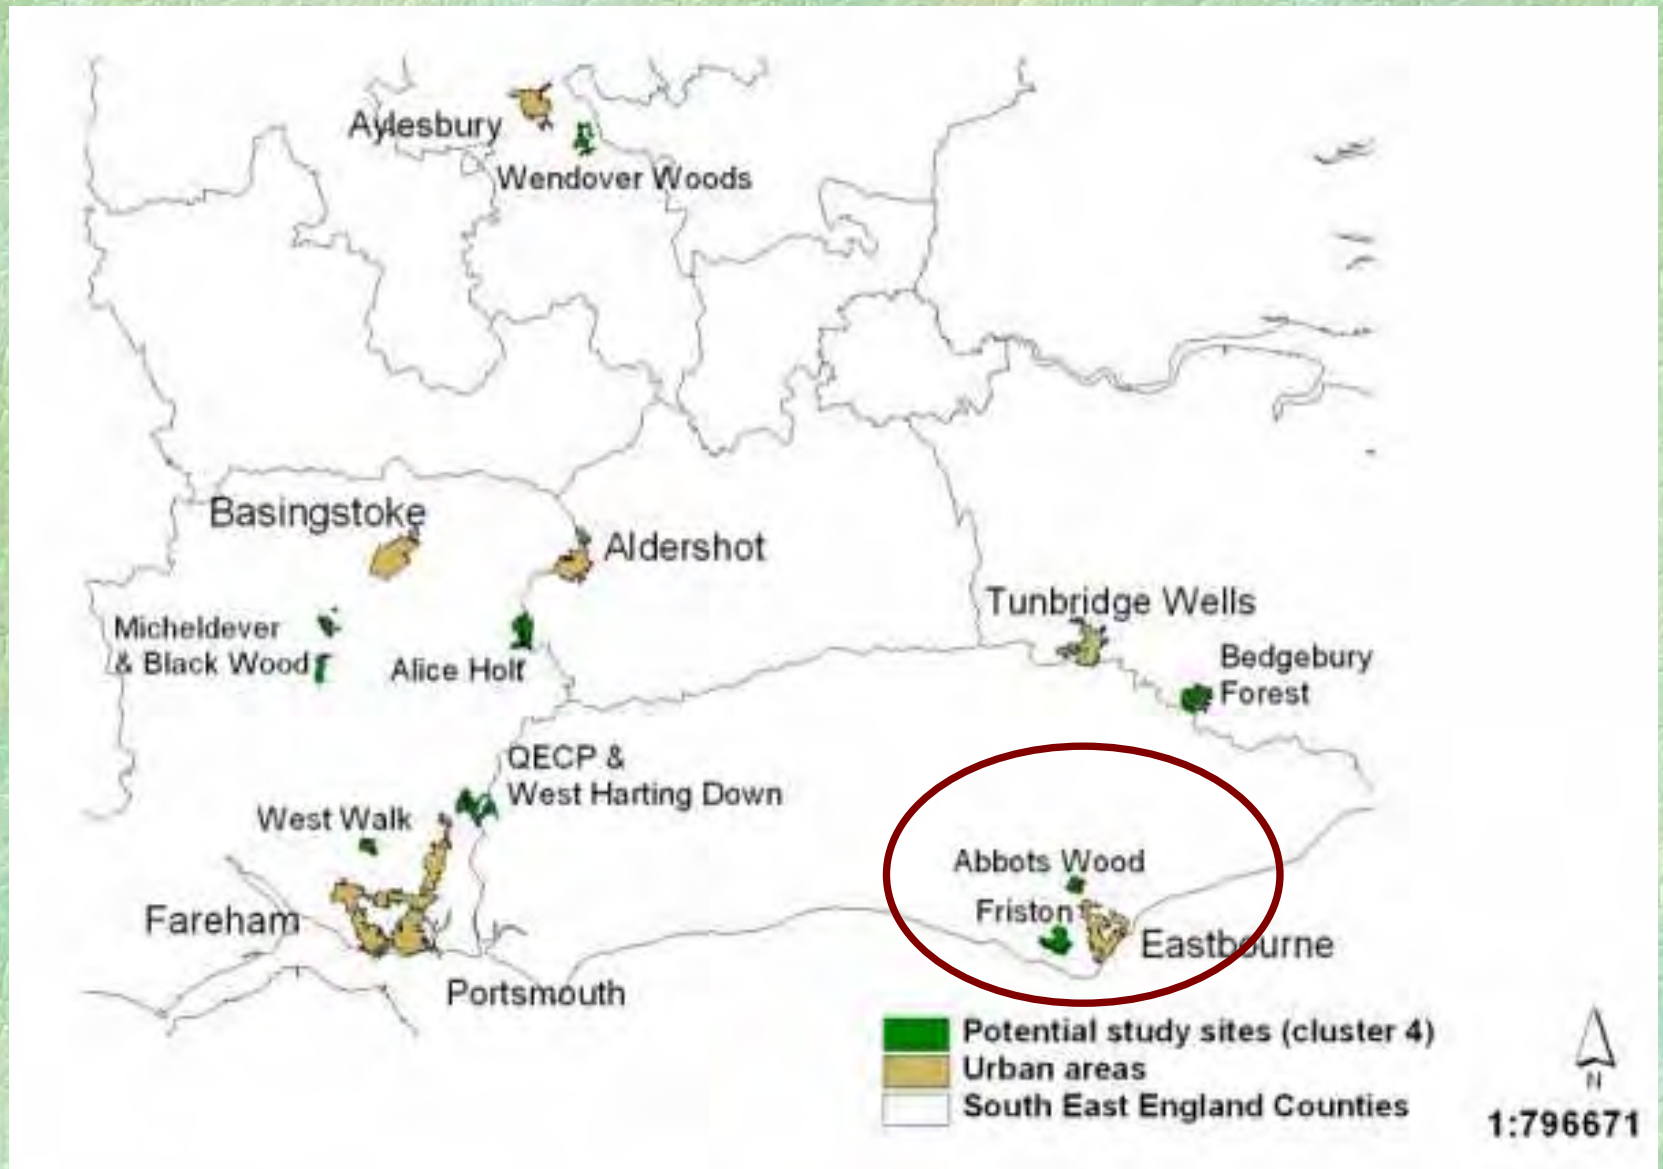 Aylesbury
Wendover Woods
Basingstoke
Aldershot
Tunbridge Wells
Micheldever
& Black Wood
Alice Holt
Bedgebury
Forest
QECP &
West Harting Down
West Walk
Abbots Wood
Friston
Fareham
Eastbourne
Portsmouth
Potential study sites (cluster 4)
Urban areas
South East England Counties
N
1:796671